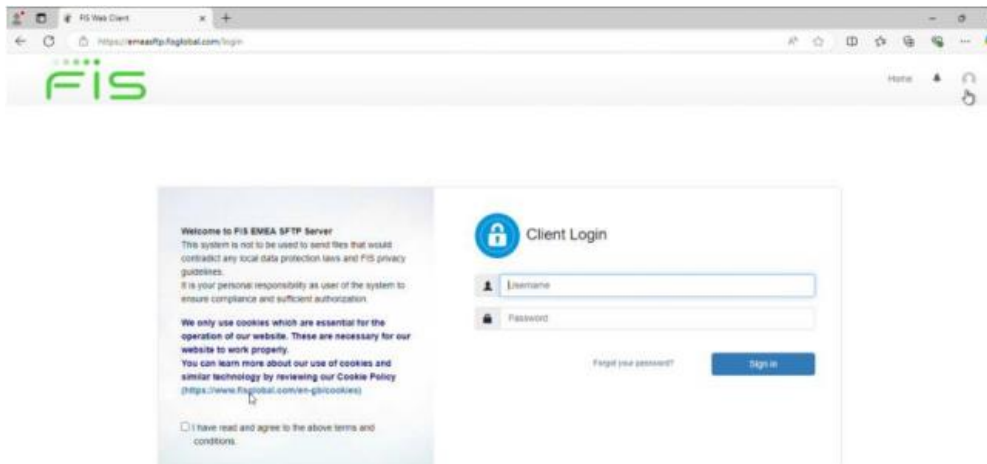 FIS Web Client
https://emeasftp.fisglobal.com/login
FIS
Home
Welcome to FIS EMEA SFTP Server
This system is not to be used to send files that would
contradict any local data protection laws and FIS privacy
guidelines.
It is your personal responsibility as user of the system to
ensure compliance and sufficient authorization.
We only use cookies which are essential for the
operation of our website. These are necessary for our
website to work properly.
You can learn more about our use of cookies and
similar technology by reviewing our Cookie Policy
(https://www.fisglobal.com/en-gb/cookies)
I have read and agree to the above terms and
conditions.
Client Login
Username
Password
Forgot your password?
Sign in